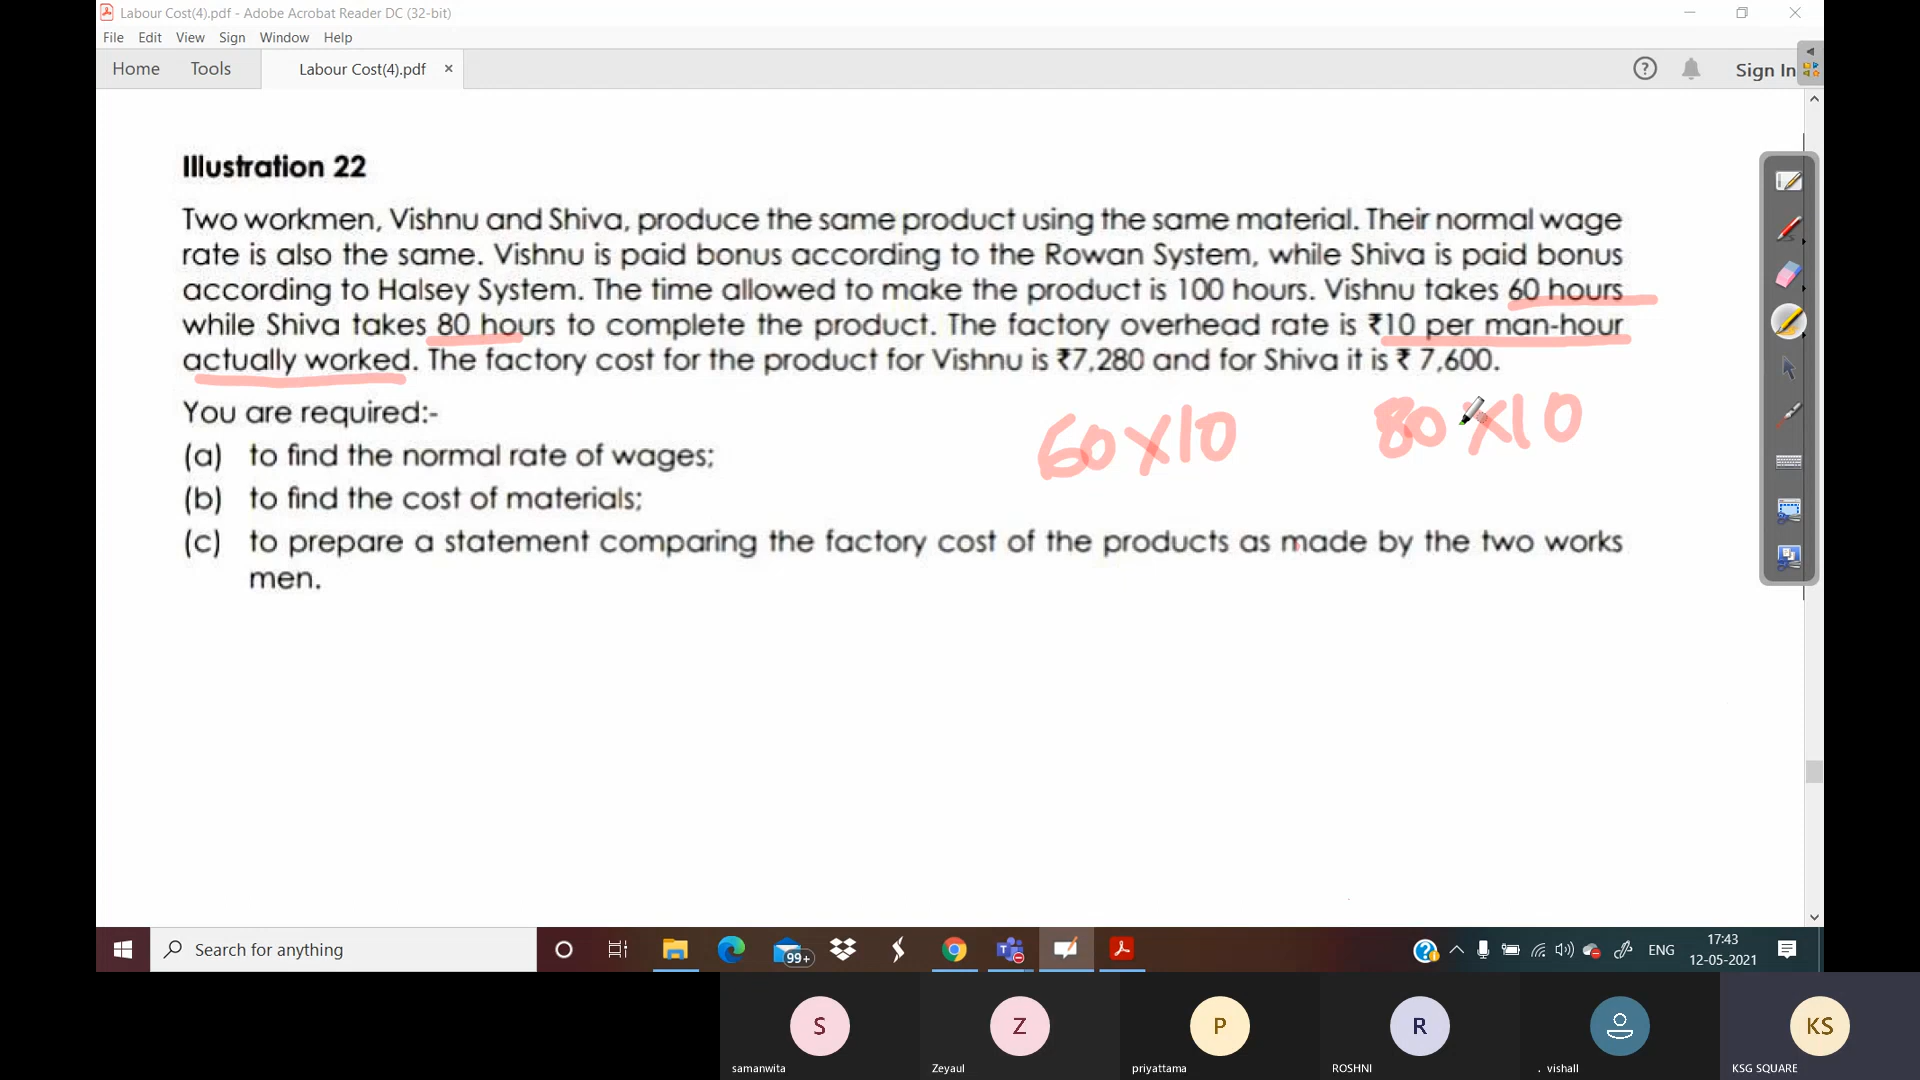 Labour Cost(4).pdf - Adobe Acrobat Reader DC (32-bit)
File Edit View Sign Window Help
Home Tools Labour Cost(4).pdf × Sign In
Illustration 22
Two workmen, Vishnu and Shiva, produce the same product using the same material. Their normal wage
rate is also the same. Vishnu is paid bonus according to the Rowan System, while Shiva is paid bonus
according to Halsey System. The time allowed to make the product is 100 hours. Vishnu takes 60 hours
while Shiva takes 80 hours to complete the product. The factory overhead rate is ₹10 per man-hour
actually worked. The factory cost for the product for Vishnu is ₹7,280 and for Shiva it is ₹ 7,600.
You are required:-
60×10 80×10
(a) to find the normal rate of wages;
(b) to find the cost of materials;
(c) to prepare a statement comparing the factory cost of the products as made by the two works
men.
Search for anything
99+
ENG
17:43
12-05-2021
S Z P R KS
samanwita Zeyaul priyattama ROSHNI . vishall KSG SQUARE